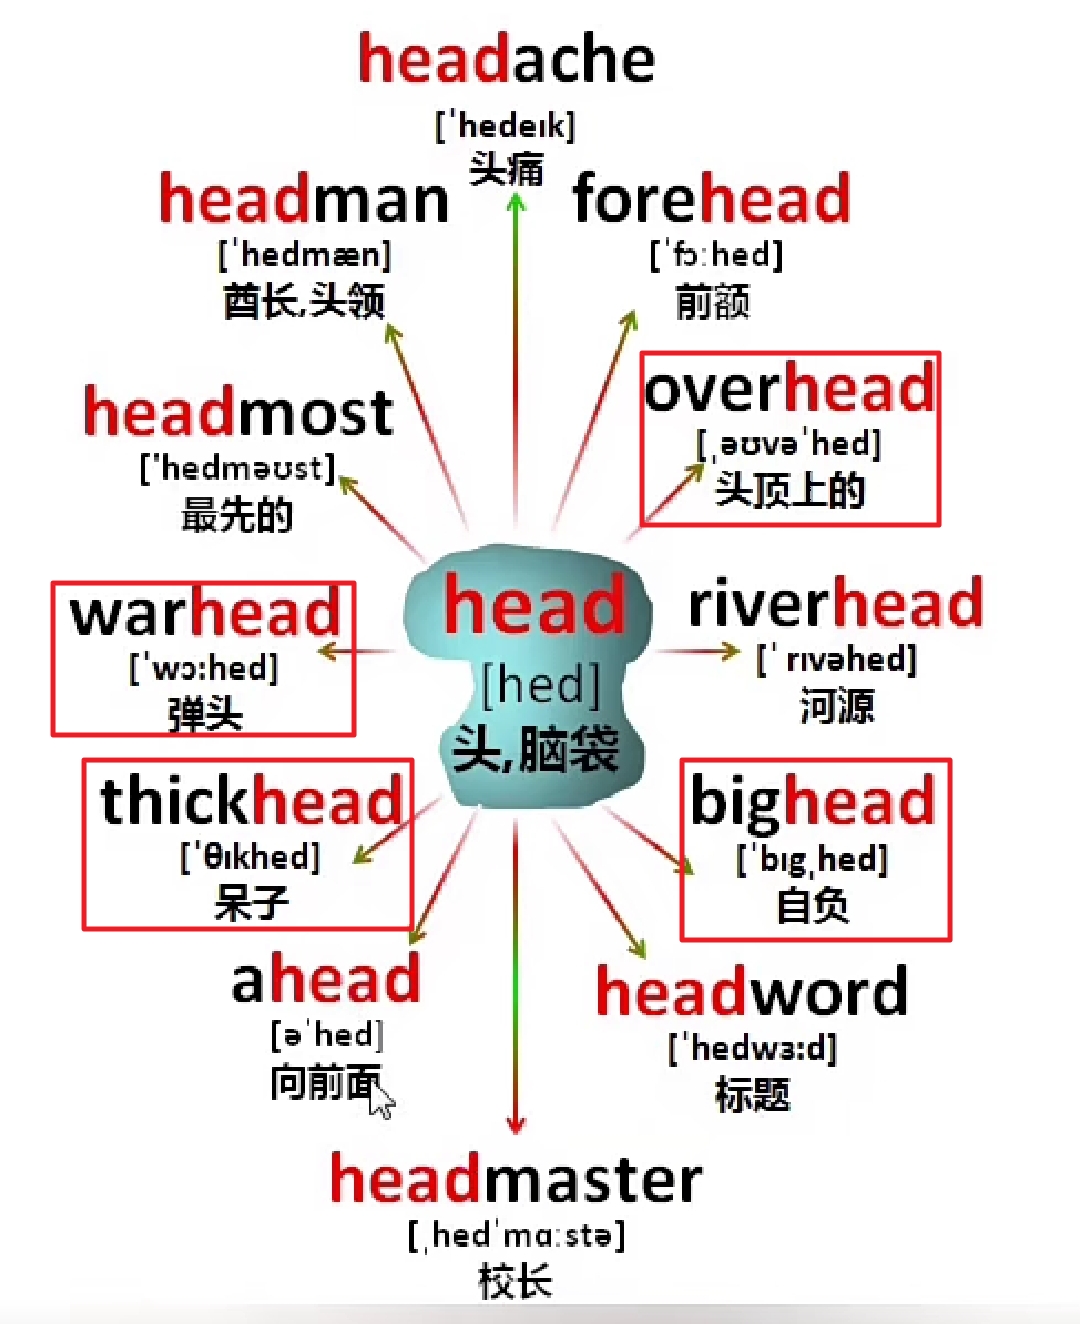 headache
[ˈhedeɪk]
头痛
headman
[ˈhedmæn]
酋长,头领
forehead
[ˈfɔːhed]
前额
overhead
[ˌəʊvəˈhed]
头顶上的
headmost
[ˈhedməʊst]
最先的
head
[hed]
头,脑袋
warhead
[ˈwɔːhed]
弹头
riverhead
[ˈ rɪvəhed]
河源
thickhead
[ˈθɪkhed]
呆子
bighead
[ˈbɪgˌhed]
自负
ahead
[əˈhed]
向前面
headword
[ˈhedwɜːd]
标题
headmaster
[ˌhedˈmɑːstə]
校长